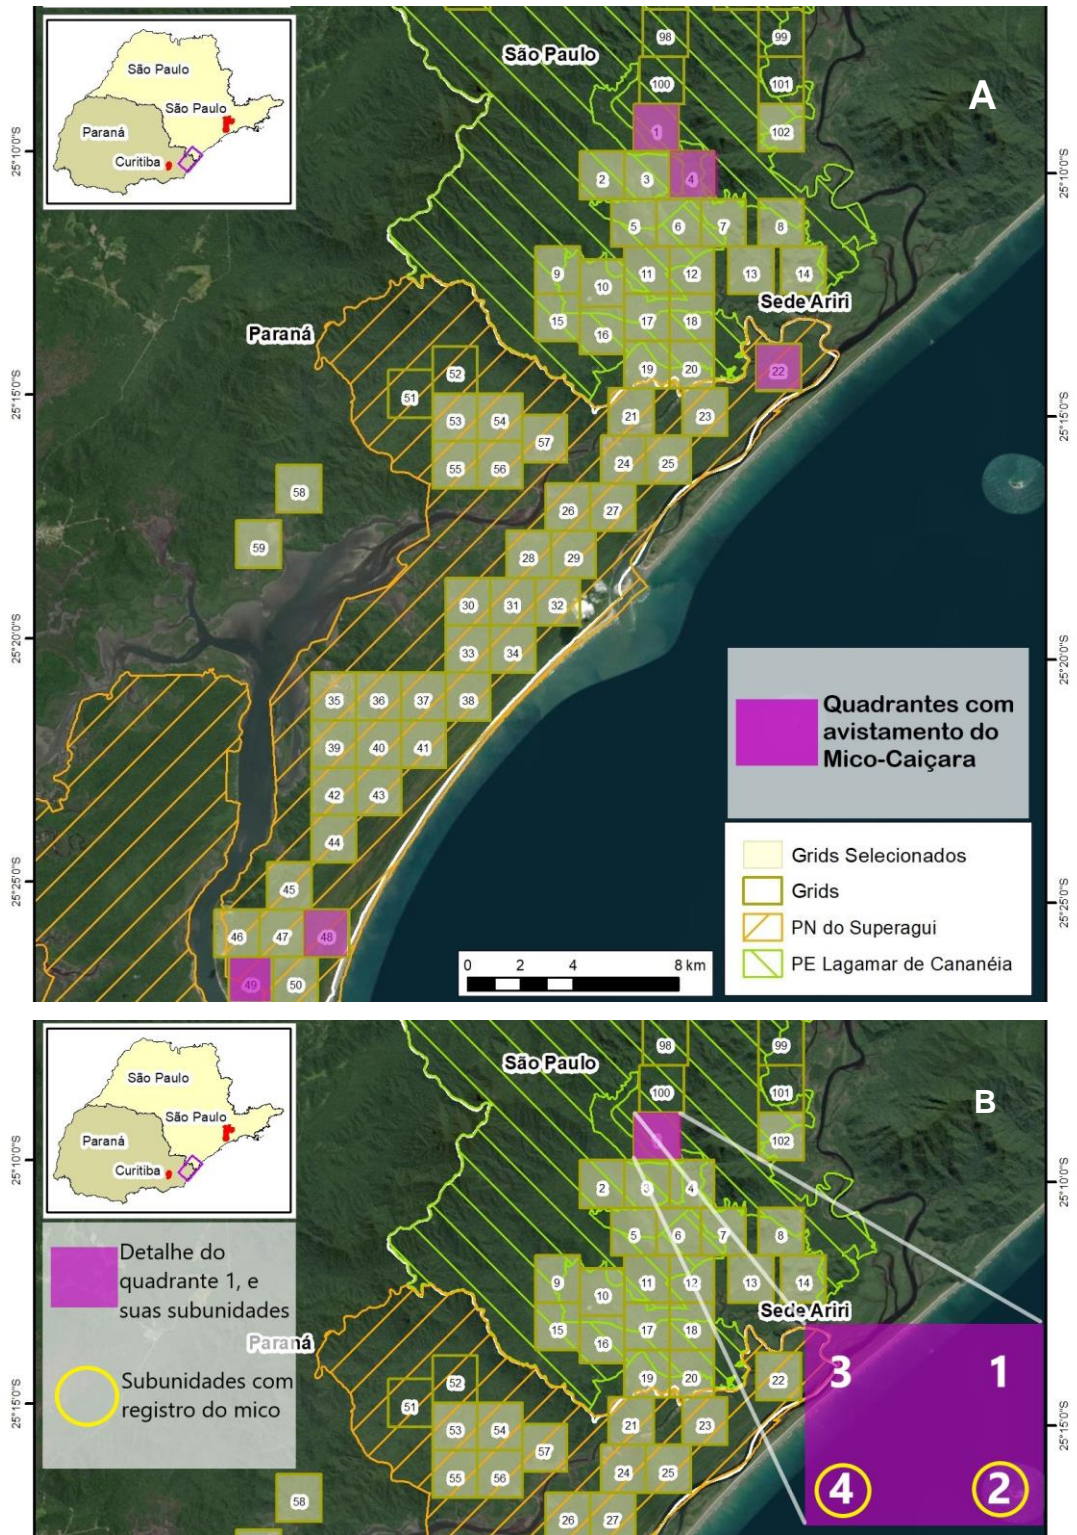 São Paulo
São Paulo
Paraná
Curitiba
São Paulo
A
98
99
100
101
1
102
2
3
4
5
6
7
8
9
10
11
12
13
14
Sede Ariri
15
16
17
18
Paraná
19
20
22
52
51
21
23
53
54
57
24
25
55
56
58
26
27
59
28
29
30
31
32
33
34
35
36
37
38
39
40
41
42
43
44
45
46
47
48
49
50
25°10'0"S
25°15'0"S
25°20'0"S
25°25'0"S
25°10'0"S
25°15'0"S
25°20'0"S
25°25'0"S
Quadrantes com
avistamento do
Mico-Caiçara
Grids Selecionados
Grids
PN do Superagui
PE Lagamar de Cananéia
0 2 4 8 km
São Paulo
São Paulo
Paraná
Curitiba
São Paulo
B
98
99
100
101
102
2
3
4
5
6
7
8
9
10
11
12
13
14
Sede Ariri
15
16
17
18
Paraná
19
20
22
52
51
21
23
53
54
57
24
25
55
56
58
26
27
25°10'0"S
25°15'0"S
25°10'0"S
25°15'0"S
Detalhe do
quadrante 1, e
suas subunidades
Subunidades com
registro do mico
3 1
4 2